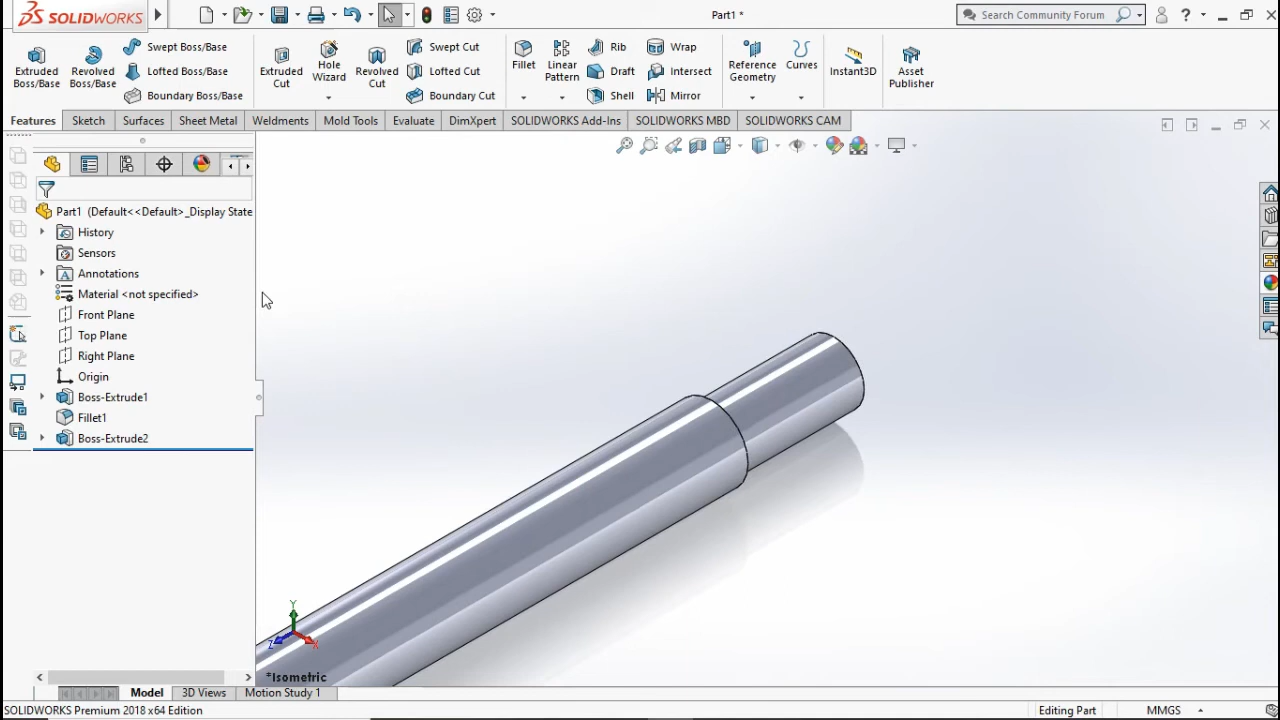 SOLIDWORKS
Part1 *
Search Community Forum
?
Extruded Boss/Base
Revolved Boss/Base
Swept Boss/Base
Lofted Boss/Base
Boundary Boss/Base
Extruded Cut
Hole Wizard
Revolved Cut
Swept Cut
Lofted Cut
Boundary Cut
Fillet
Linear Pattern
Rib
Draft
Shell
Wrap
Intersect
Mirror
Reference Geometry
Curves
Instant3D
Asset Publisher
Features Sketch Surfaces Sheet Metal Weldments Mold Tools Evaluate DimXpert SOLIDWORKS Add-Ins SOLIDWORKS MBD SOLIDWORKS CAM
Part1 (Default<<Default>_Display State
History
Sensors
Annotations
Material <not specified>
Front Plane
Top Plane
Right Plane
Origin
Boss-Extrude1
Fillet1
Boss-Extrude2
Y
Z X
*Isometric
Model 3D Views Motion Study 1
SOLIDWORKS Premium 2018 x64 Edition Editing Part MMGS